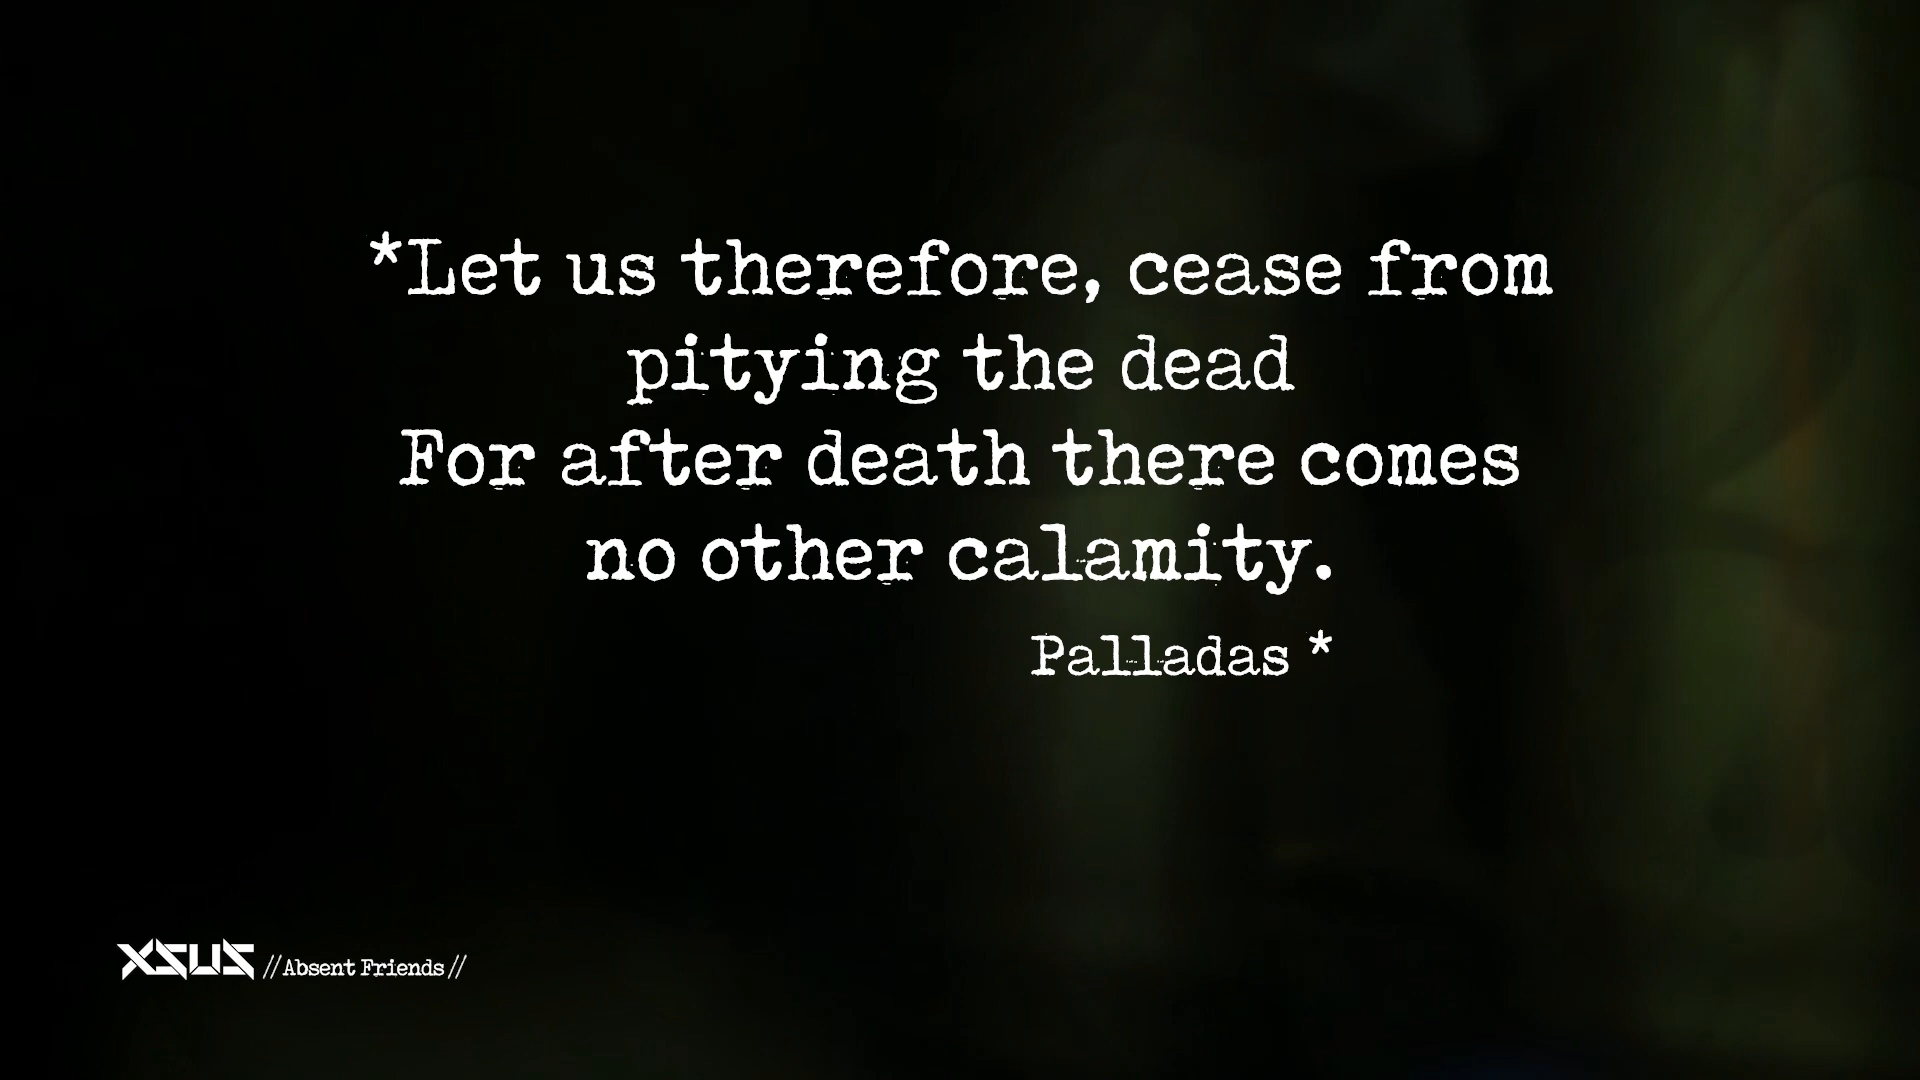 *Let us therefore, cease from
pitying the dead
For after death there comes
no other calamity.
Palladas *
XSUS //Absent Friends//